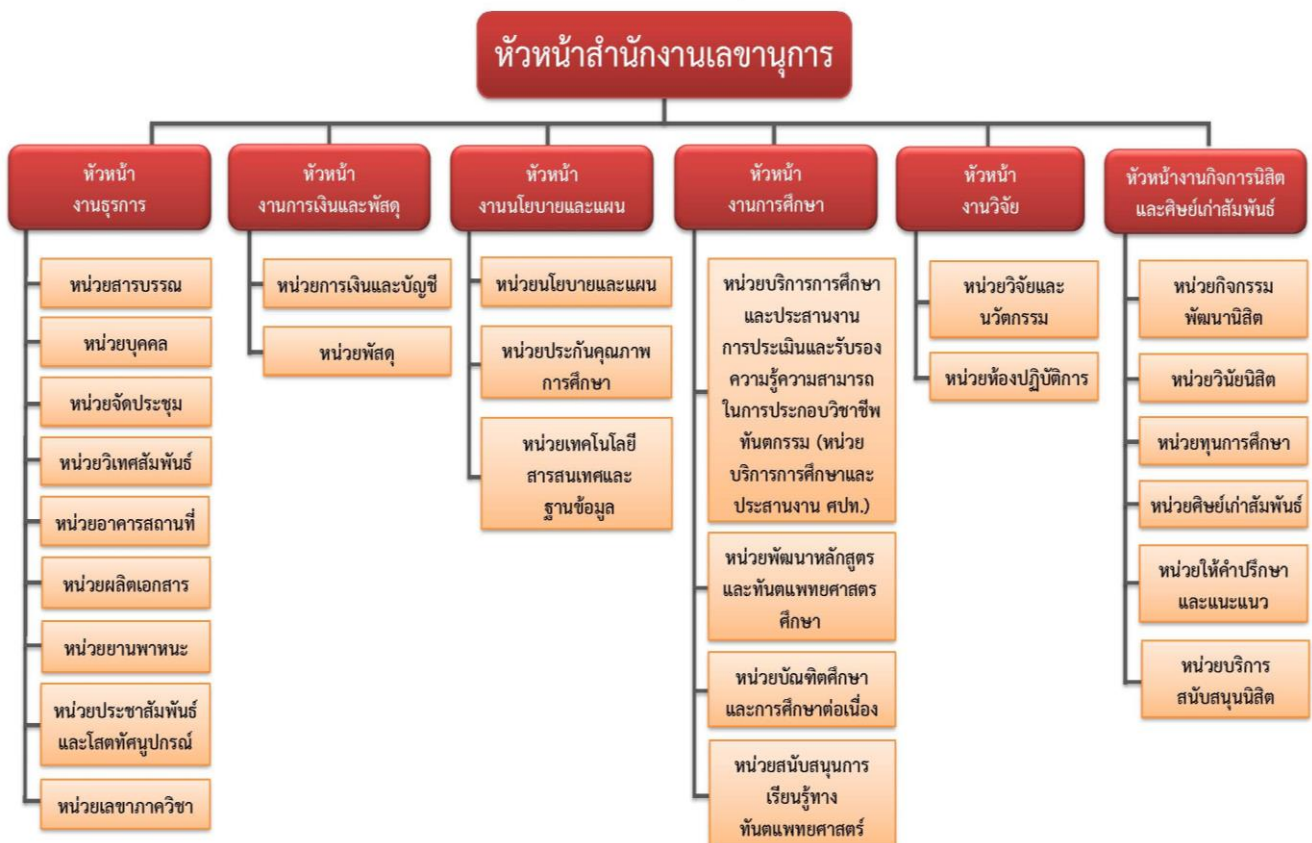 หัวหน้าสำนักงานเลขานุการ
หัวหน้า
งานธุรการ
หน่วยสารบรรณ
หน่วยบุคคล
หน่วยจัดประชุม
หน่วยวิเทศสัมพันธ์
หน่วยอาคารสถานที่
หน่วยผลิตเอกสาร
หน่วยยานพาหนะ
หน่วยประชาสัมพันธ์
และโสตทัศนูปกรณ์
หน่วยเลขาภาควิชา
หัวหน้า
งานการเงินและพัสดุ
หน่วยการเงินและบัญชี
หน่วยพัสดุ
หัวหน้า
งานนโยบายและแผน
หน่วยนโยบายและแผน
หน่วยประกันคุณภาพ
การศึกษา
หน่วยเทคโนโลยี
สารสนเทศและ
ฐานข้อมูล
หัวหน้า
งานการศึกษา
หน่วยบริการการศึกษา
และประสานงาน
การประเมินและรับรอง
ความรู้ความสามารถ
ในการประกอบวิชาชีพ
ทันตกรรม (หน่วย
บริการการศึกษาและ
ประสานงาน ศปท.)
หน่วยพัฒนาหลักสูตร
และทันตแพทยศาสตร
ศึกษา
หน่วยบัณฑิตศึกษา
และการศึกษาต่อเนื่อง
หน่วยสนับสนุนการ
เรียนรู้ทาง
ทันตแพทยศาสตร์
หัวหน้า
งานวิจัย
หน่วยวิจัยและ
นวัตกรรม
หน่วยห้องปฏิบัติการ
หัวหน้างานกิจการนิสิต
และศิษย์เก่าสัมพันธ์
หน่วยกิจกรรม
พัฒนานิสิต
หน่วยวินัยนิสิต
หน่วยทุนการศึกษา
หน่วยศิษย์เก่าสัมพันธ์
หน่วยให้คำปรึกษา
และแนะแนว
หน่วยบริการ
สนับสนุนนิสิต